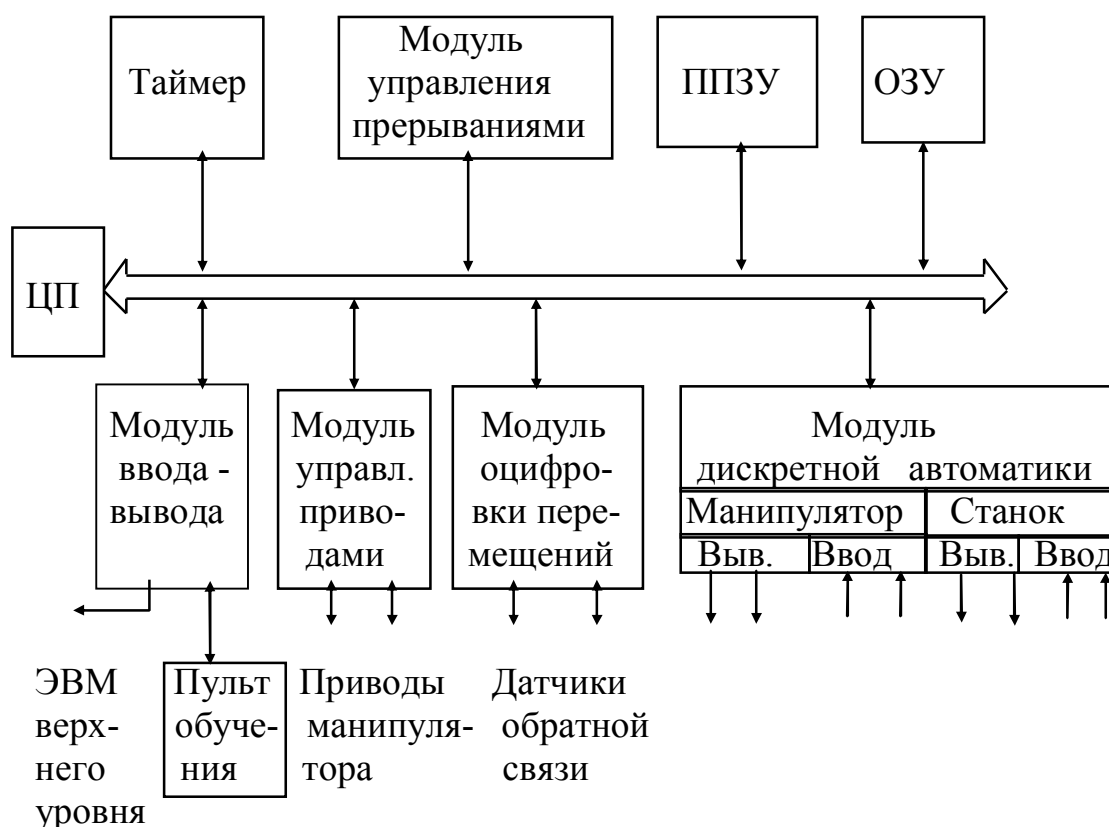 Таймер
Модуль
управления
прерываниями
ППЗУ
ОЗУ
ЦП
Модуль
ввода -
вывода
Модуль
управл.
приво-
дами
Модуль
оцифро-
вки пере-
мещений
Модуль
дискретной автоматики
Манипулятор
Станок
Выв.
Ввод
Выв.
Ввод
ЭВМ
верх-
него
уровня
Пульт
обуче-
ния
Приводы
манипуля-
тора
Датчики
обратной
связи